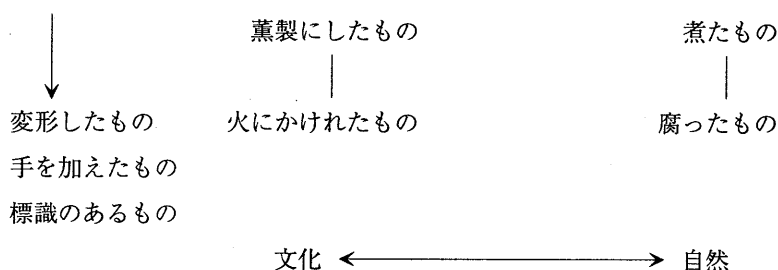 薫製にしたもの 煮たもの
変形したもの 火にかけれたもの 腐ったもの
手を加えたもの
標識のあるもの
文化 自然